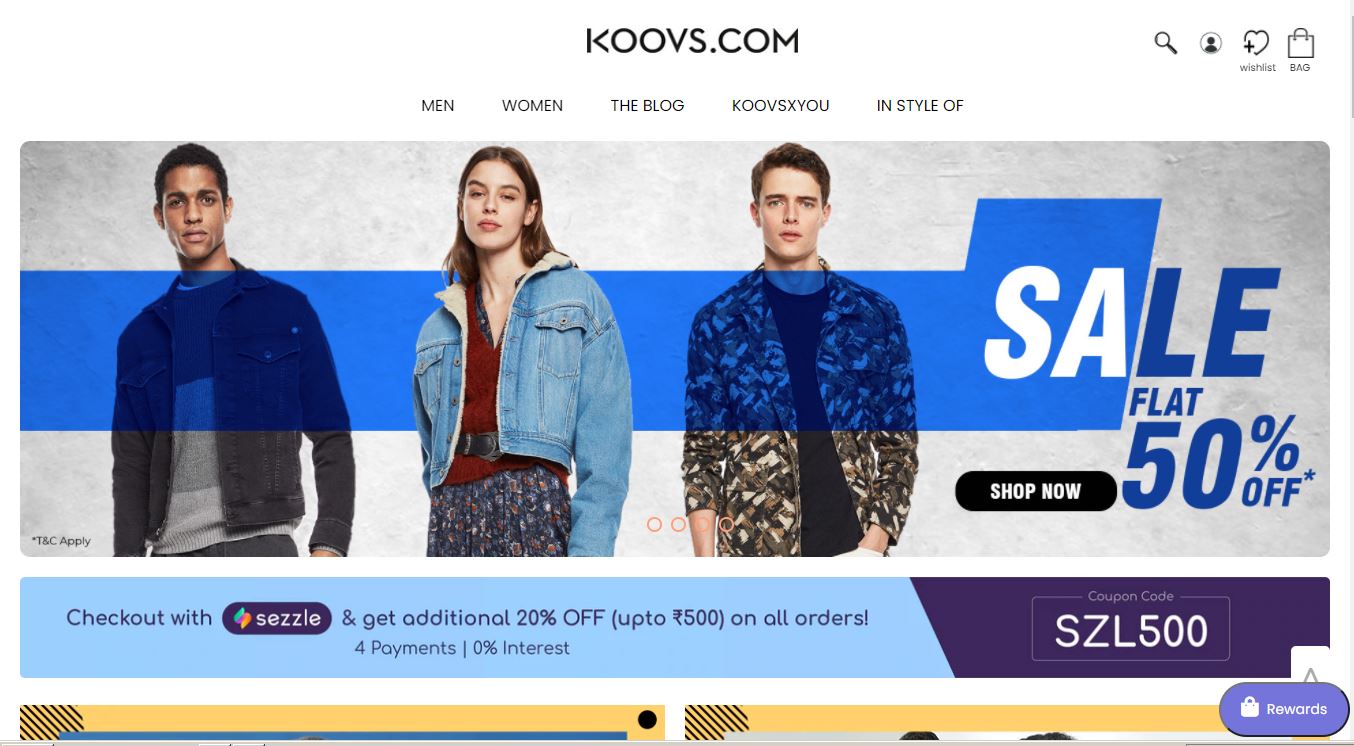 KOOVS.COM
wishlist
BAG
MEN WOMEN THE BLOG KOOVSXYOU IN STYLE OF
SALE
FLAT
50% OFF*
SHOP NOW
*T&C Apply
Checkout with sezzle & get additional 20% OFF (upto ₹500) on all orders!
4 Payments | 0% Interest
Coupon Code
SZL500
Rewards